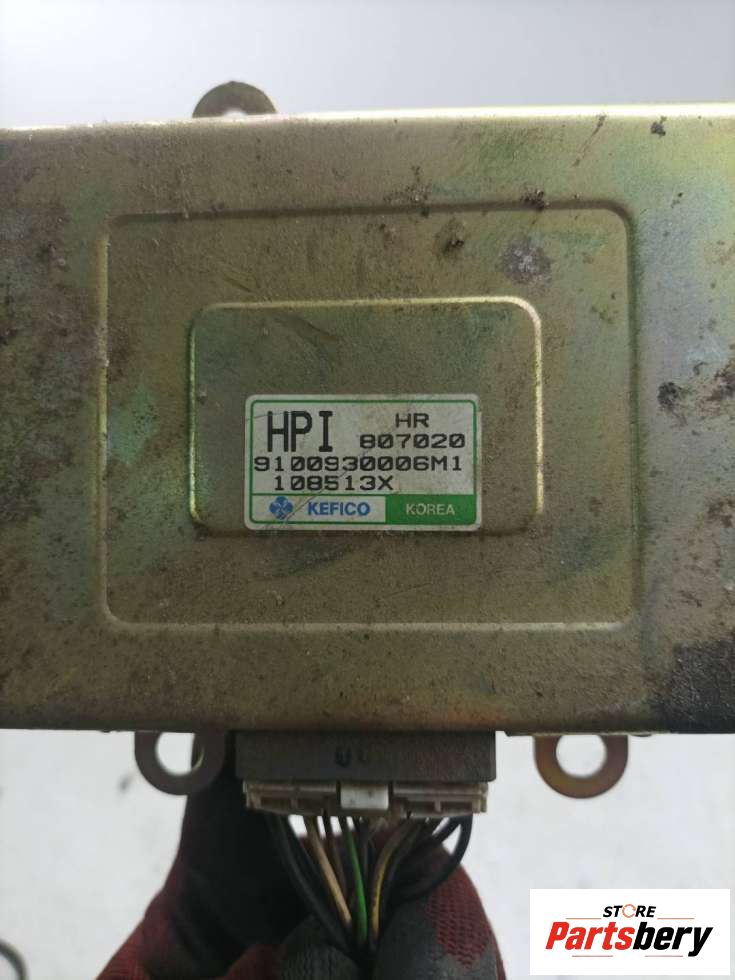 HPI HR
807020
9100930006M1
108513X
KEFICO KOREA
STORE
Partsbery